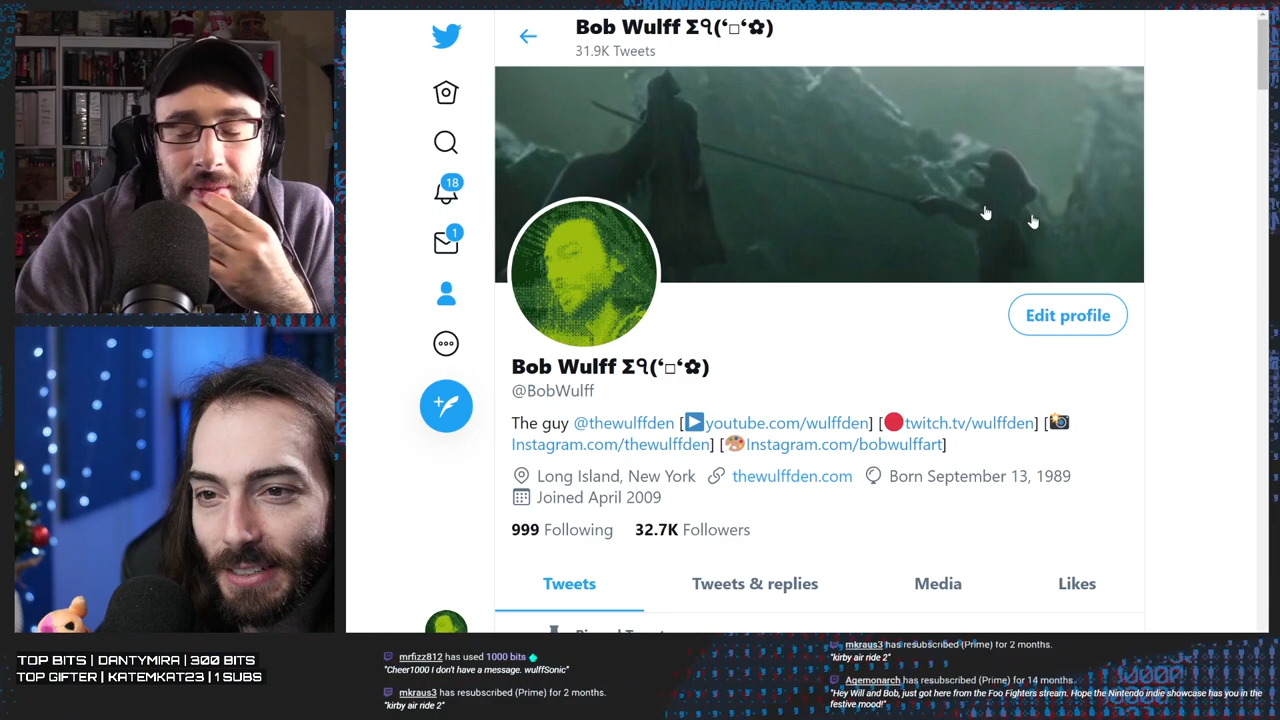 Bob Wulff Σ੧(❛□❛✿)
31.9K Tweets
18
1
Edit profile
Bob Wulff Σ੧(❛□❛✿)
@BobWulff
The guy @thewulffden [▶youtube.com/wulffden] [🔴twitch.tv/wulffden] [📸
Instagram.com/thewulffden] [🎨Instagram.com/bobwulffart]
Long Island, New York thewulffden.com Born September 13, 1989
Joined April 2009
999 Following 32.7K Followers
Tweets Tweets & replies Media Likes
Pinned Tweet
TOP BITS | DANTYMIRA | 300 BITS
TOP GIFTER | KATEMKAT23 | 1 SUBS
mrfizz812 has used 1000 bits
"Cheer1000 I don't have a message. wulffSonic"
mkraus3 has resubscribed (Prime) for 2 months.
"kirby air ride 2"
mkraus3 has resubscribed (Prime) for 2 months.
"kirby air ride 2"
Agemonarch has resubscribed (Prime) for 14 months.
"Hey Will and Bob, just got here from the Foo Fighters stream. Hope the Nintendo indie showcase has you in the
festive mood!"